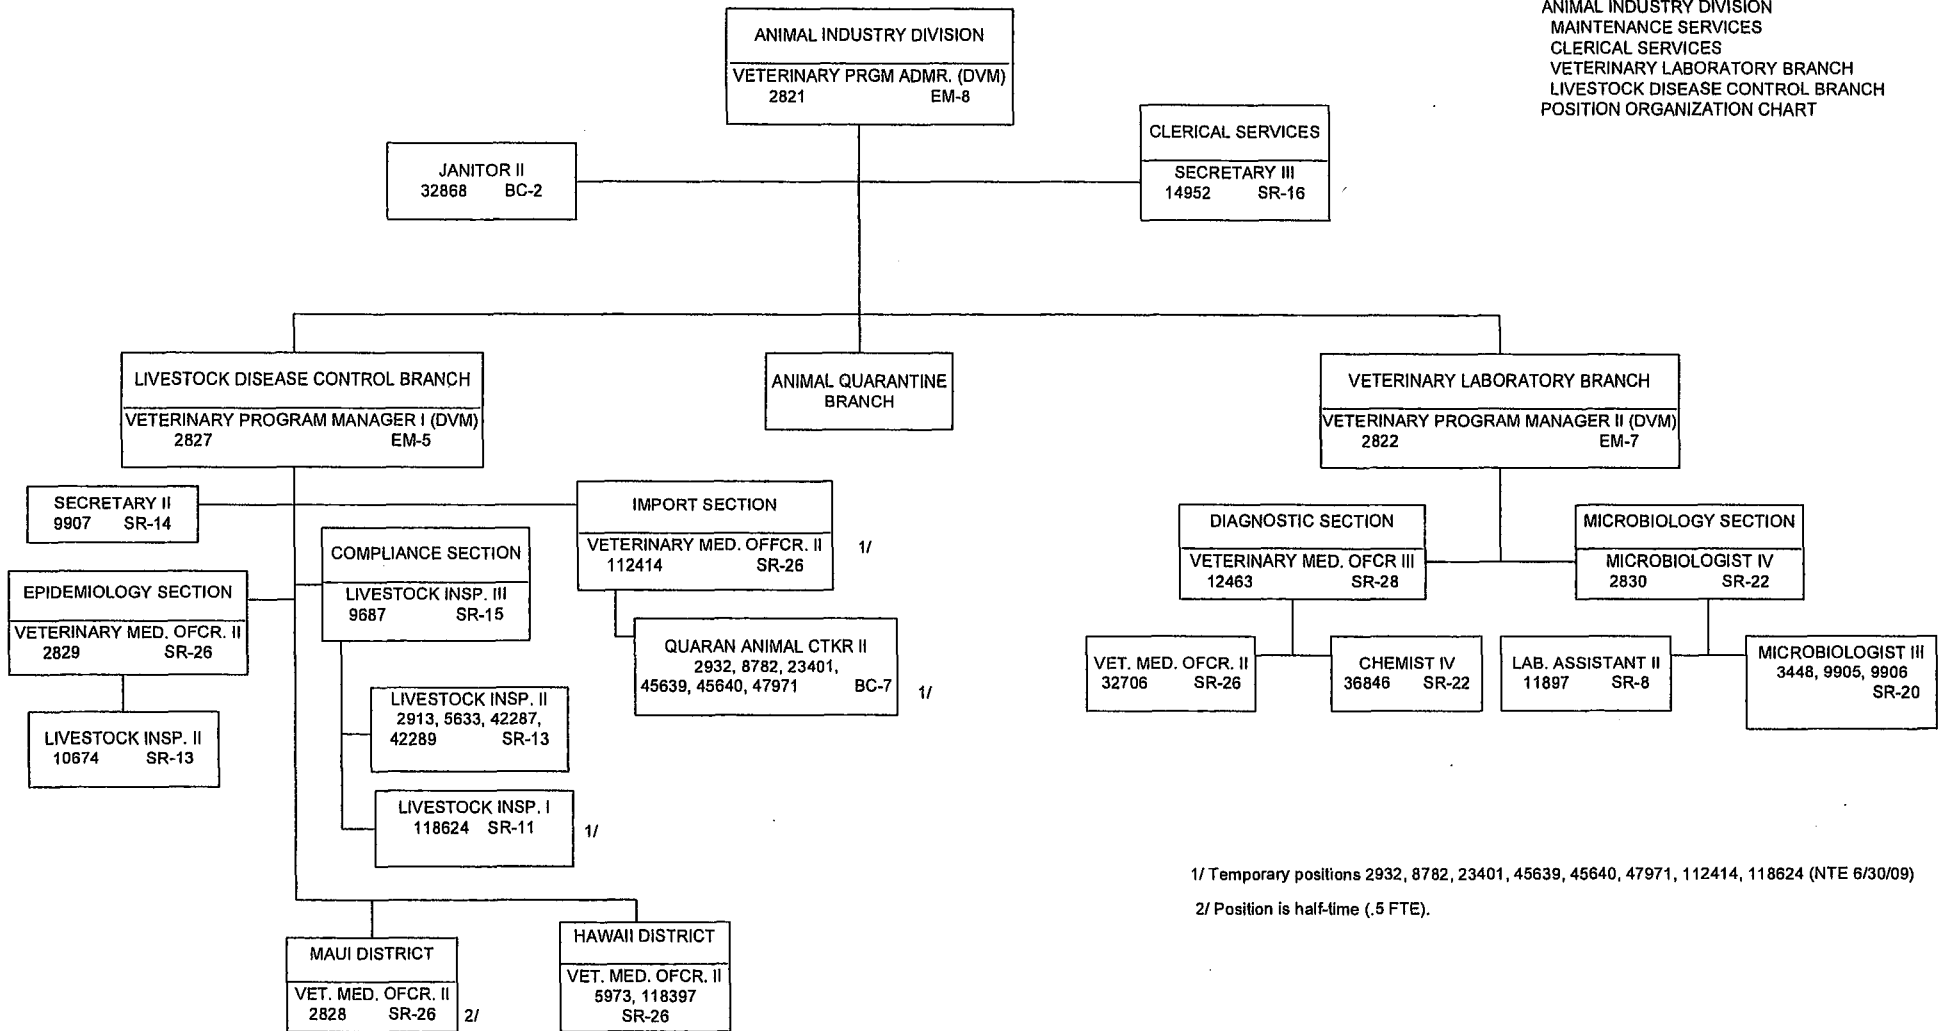 ANIMAL INDUSTRY DIVISION
MAINTENANCE SERVICES
CLERICAL SERVICES
VETERINARY LABORATORY BRANCH
LIVESTOCK DISEASE CONTROL BRANCH
POSITION ORGANIZATION CHART
ANIMAL INDUSTRY DIVISION
VETERINARY PRGM ADMR. (DVM)
2821 EM-8
JANITOR II
32868 BC-2
CLERICAL SERVICES
SECRETARY III
14952 SR-16
LIVESTOCK DISEASE CONTROL BRANCH
VETERINARY PROGRAM MANAGER I (DVM)
2827 EM-5
ANIMAL QUARANTINE
BRANCH
VETERINARY LABORATORY BRANCH
VETERINARY PROGRAM MANAGER II (DVM)
2822 EM-7
SECRETARY II
9907 SR-14
IMPORT SECTION
VETERINARY MED. OFFCR. II 1/
112414 SR-26
COMPLIANCE SECTION
LIVESTOCK INSP. III
9687 SR-15
EPIDEMIOLOGY SECTION
VETERINARY MED. OFCR. II
2829 SR-26
QUARAN ANIMAL CTKR II
2932, 8782, 23401,
45639, 45640, 47971 BC-7 1/
LIVESTOCK INSP. II
10674 SR-13
LIVESTOCK INSP. II
2913, 5633, 42287,
42289 SR-13
LIVESTOCK INSP. I
118624 SR-11 1/
MAUI DISTRICT
VET. MED. OFCR. II
2828 SR-26 2/
HAWAII DISTRICT
VET. MED. OFCR. II
5973, 118397
SR-26
DIAGNOSTIC SECTION
VETERINARY MED. OFCR III
12463 SR-28
MICROBIOLOGY SECTION
MICROBIOLOGIST IV
2830 SR-22
VET. MED. OFCR. II
32706 SR-26
CHEMIST IV
36846 SR-22
LAB. ASSISTANT II
11897 SR-8
MICROBIOLOGIST III
3448, 9905, 9906
SR-20
1/ Temporary positions 2932, 8782, 23401, 45639, 45640, 47971, 112414, 118624 (NTE 6/30/09)
2/ Position is half-time (.5 FTE).